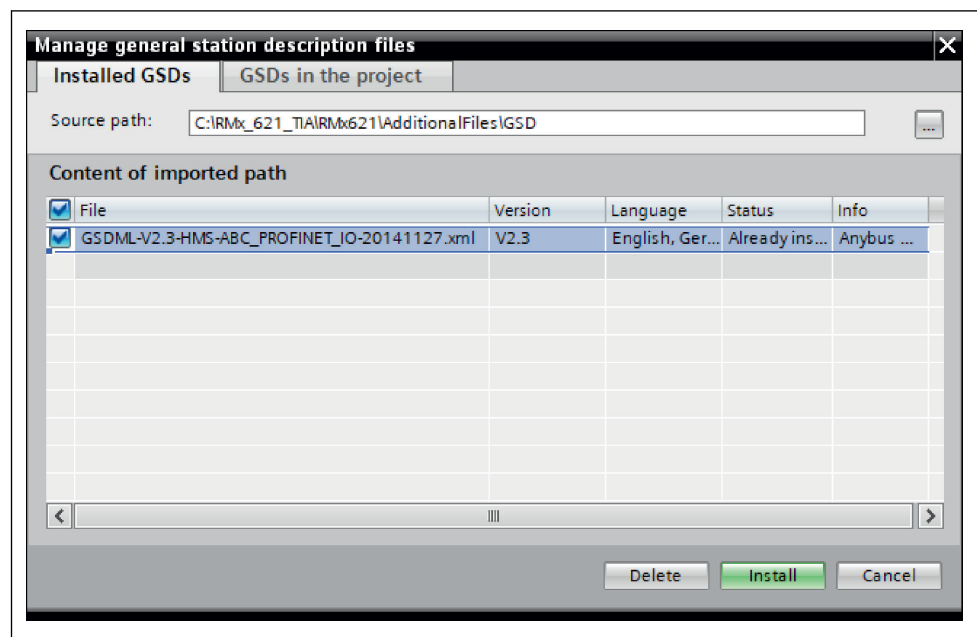 Manage general station description files
Installed GSDs GSDs in the project
Source path: C:\RMx_621_TIA\RMx621\AdditionalFiles\GSD ...
Content of imported path
File Version Language Status Info
GSDML-V2.3-HMS-ABC_PROFINET_IO-20141127.xml V2.3 English, Ger... Already ins... Anybus ...
Delete Install Cancel